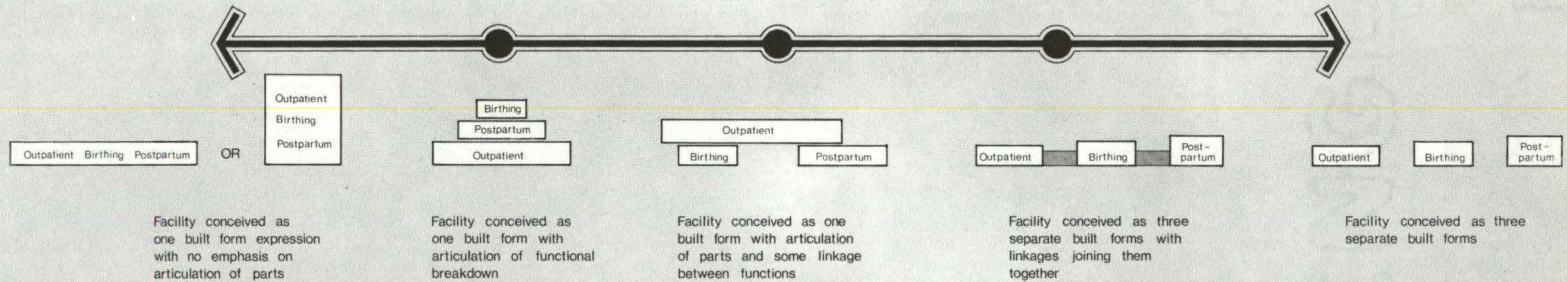 Outpatient Birthing Postpartum
OR
Outpatient
Birthing
Postpartum
Birthing
Postpartum
Outpatient
Outpatient
Birthing
Postpartum
Outpatient
Birthing
Post-
partum
Outpatient
Birthing
Post-
partum
Facility conceived as
one built form expression
with no emphasis on
articulation of parts
Facility conceived as
one built form with
articulation of functional
breakdown
Facility conceived as one
built form with articulation
of parts and some linkage
between functions
Facility conceived as three
separate built forms with
linkages joining them
together
Facility conceived as three
separate built forms